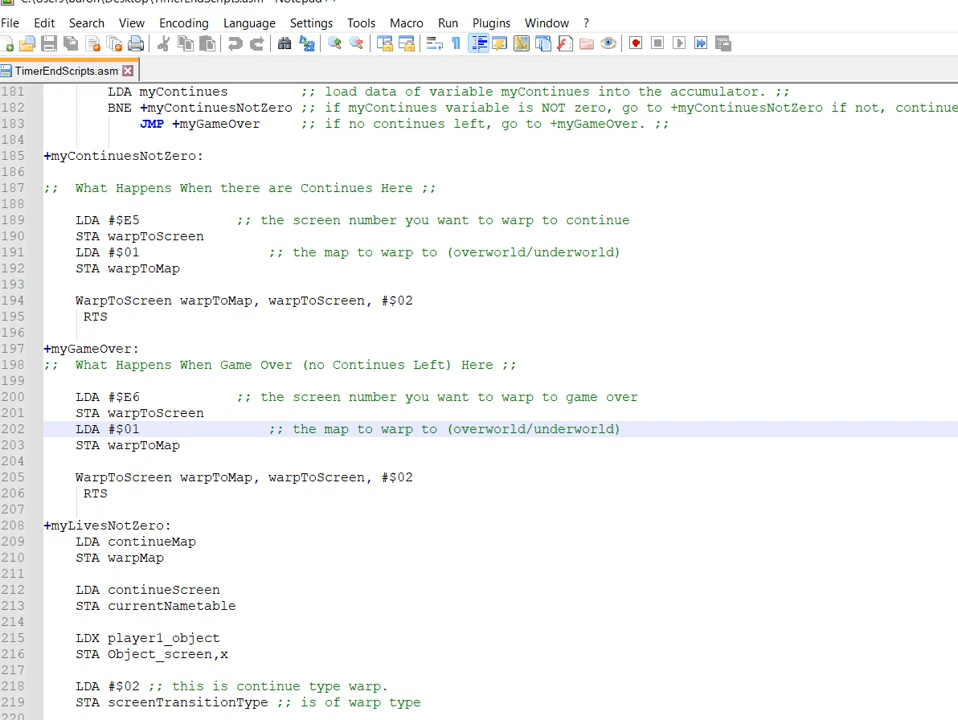 C:\Users\baron\Desktop\TimerEndScripts.asm - Notepad++
File Edit Search View Encoding Language Settings Tools Macro Run Plugins Window ?
TimerEndScripts.asm
181 LDA myContinues ;; load data of variable myContinues into the accumulator. ;;
182 BNE +myContinuesNotZero ;; if myContinues variable is NOT zero, go to +myContinuesNotZero if not, continue
183 JMP +myGameOver ;; if no continues left, go to +myGameOver. ;;
184
185 +myContinuesNotZero:
186
187 ;; What Happens When there are Continues Here ;;
188
189 LDA #$E5 ;; the screen number you want to warp to continue
190 STA warpToScreen
191 LDA #$01 ;; the map to warp to (overworld/underworld)
192 STA warpToMap
193
194 WarpToScreen warpToMap, warpToScreen, #$02
195 RTS
196
197 +myGameOver:
198 ;; What Happens When Game Over (no Continues Left) Here ;;
199
200 LDA #$E6 ;; the screen number you want to warp to game over
201 STA warpToScreen
202 LDA #$01 ;; the map to warp to (overworld/underworld)
203 STA warpToMap
204
205 WarpToScreen warpToMap, warpToScreen, #$02
206 RTS
207
208 +myLivesNotZero:
209 LDA continueMap
210 STA warpMap
211
212 LDA continueScreen
213 STA currentNametable
214
215 LDX player1_object
216 STA Object_screen,x
217
218 LDA #$02 ;; this is continue type warp.
219 STA screenTransitionType ;; is of warp type
220